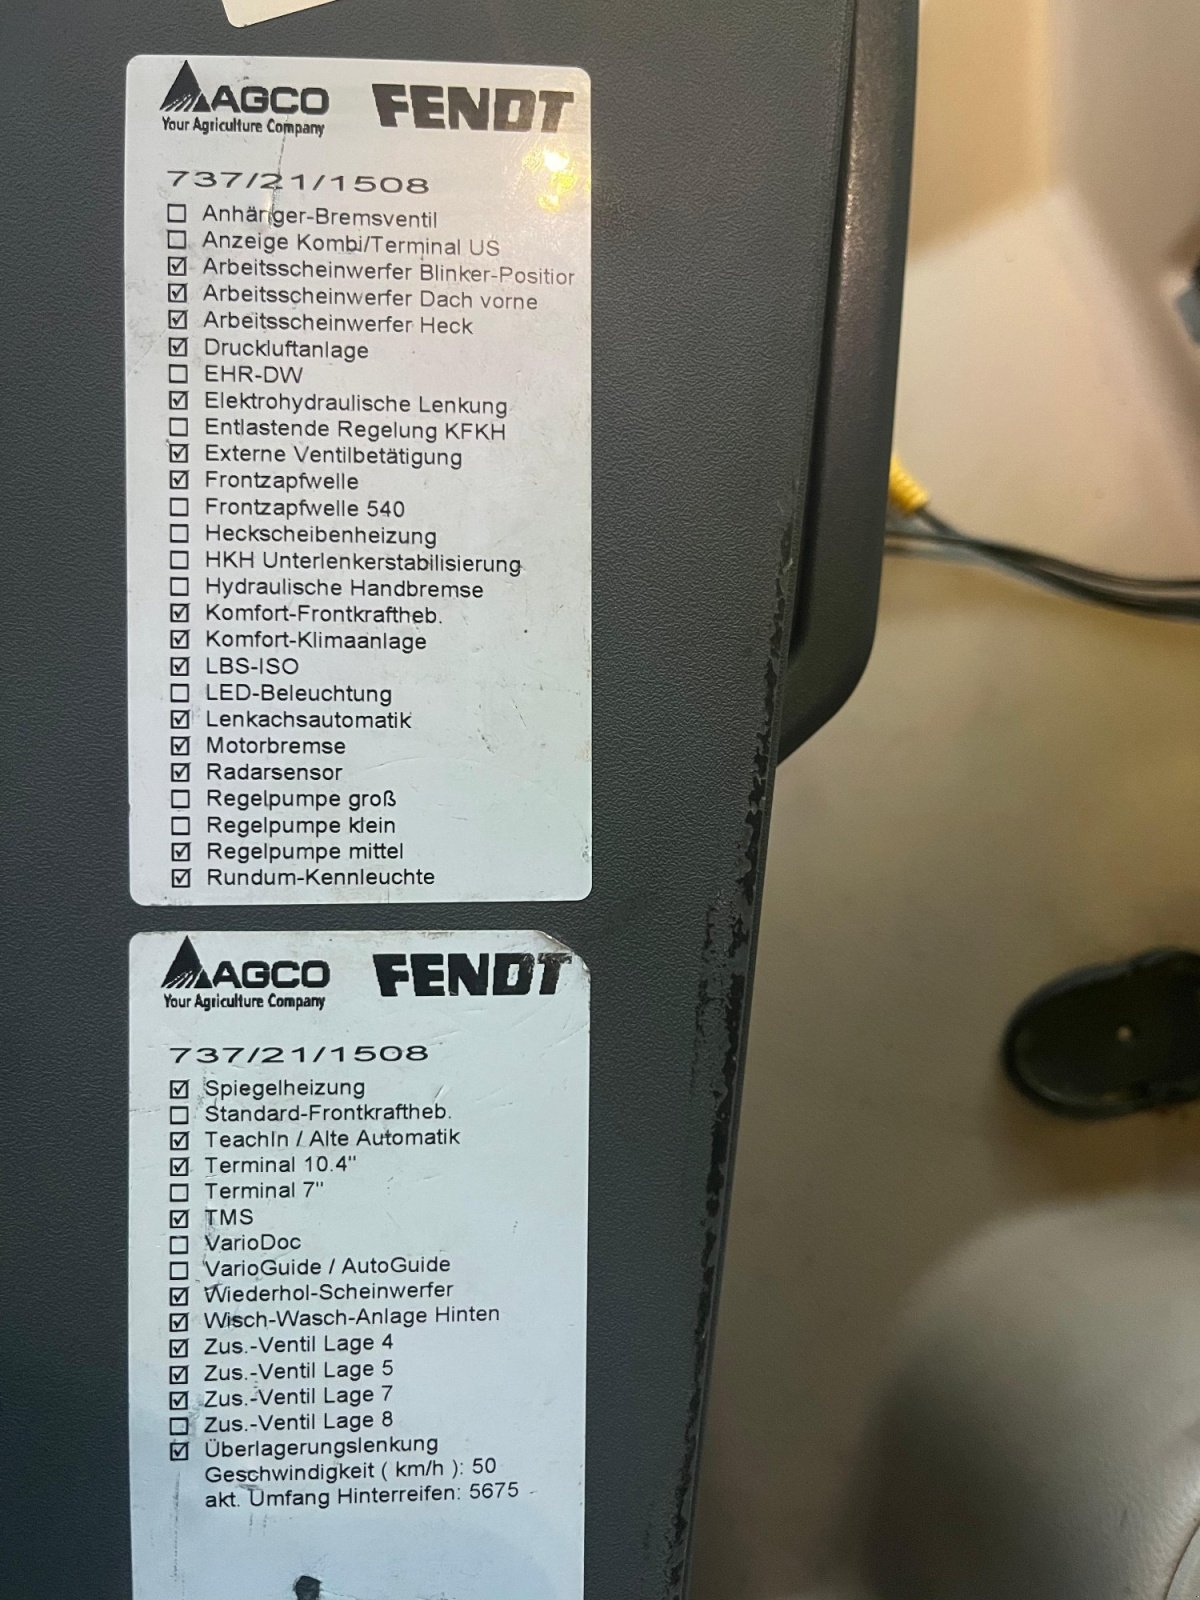 AGCO FENDT
Your Agriculture Company
737/21/1508
☐ Anhänger-Bremsventil
☐ Anzeige Kombi/Terminal US
☑ Arbeitsscheinwerfer Blinker-Position
☑ Arbeitsscheinwerfer Dach vorne
☑ Arbeitsscheinwerfer Heck
☑ Druckluftanlage
☐ EHR-DW
☑ Elektrohydraulische Lenkung
☐ Entlastende Regelung KFKH
☑ Externe Ventilbetätigung
☑ Frontzapfwelle
☐ Frontzapfwelle 540
☐ Heckscheibenheizung
☐ HKH Unterlenkerstabilisierung
☐ Hydraulische Handbremse
☑ Komfort-Frontkraftheb.
☑ Komfort-Klimaanlage
☑ LBS-ISO
☐ LED-Beleuchtung
☑ Lenkachsautomatik
☑ Motorbremse
☑ Radarsensor
☐ Regelpumpe groß
☐ Regelpumpe klein
☑ Regelpumpe mittel
☑ Rundum-Kennleuchte
AGCO FENDT
Your Agriculture Company
737/21/1508
☑ Spiegelheizung
☐ Standard-Frontkraftheb.
☑ TeachIn / Alte Automatik
☑ Terminal 10.4"
☐ Terminal 7"
☑ TMS
☐ VarioDoc
☐ VarioGuide / AutoGuide
☑ Wiederhol-Scheinwerfer
☑ Wisch-Wasch-Anlage Hinten
☑ Zus.-Ventil Lage 4
☑ Zus.-Ventil Lage 5
☑ Zus.-Ventil Lage 7
☐ Zus.-Ventil Lage 8
☑ Überlagerungslenkung
Geschwindigkeit ( km/h ): 50
akt. Umfang Hinterreifen: 5675